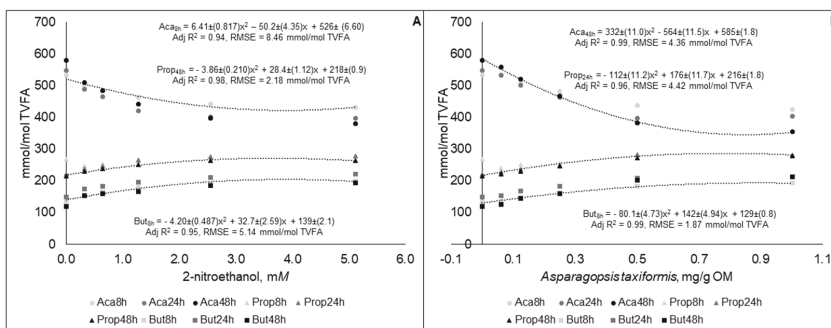 A
Aca8h = 6.41±(0.817)x² – 50.2(4.35)x + 526± (6.60)
Adj R² = 0.94, RMSE = 8.46 mmol/mol TVFA
Prop48h = - 3.86±(0.210)x² + 28.4±(1.12)x + 218±(0.9)
Adj R² = 0.98, RMSE = 2.18 mmol/mol TVFA
But8h = - 4.20±(0.487)x² + 32.7(±2.59)x + 139±(2.1)
Adj R² = 0.95, RMSE = 5.14 mmol/mol TVFA
mmol/mol TVFA
700
600
500
400
300
200
100
0
0.0 1.0 2.0 3.0 4.0 5.0 6.0
2-nitroethanol, mM
Aca8h Aca24h Aca48h Prop8h Prop24h
Prop48h But8h But24h But48h
Aca48h = 332(11.0)x² - 564±(11.5)x + 585±(1.8)
Adj R² = 0.99, RMSE = 4.36 mmol/mol TVFA
Prop24h = - 112±(11.2)x² + 176±(11.7)x + 216±(1.8)
Adj R² = 0.96, RMSE = 4.42 mmol/mol TVFA
But8h = - 80.1(4.73)x² + 142±(4.94)x + 129±(0.8)
Adj R² = 0.99, RMSE = 1.87 mmol/mol TVFA
mmol/mol TVFA
700
600
500
400
300
200
100
0
-0.1 0.1 0.3 0.5 0.7 0.9 1.1
Asparagopsis taxiformis, mg/g OM
Aca8h Aca24h Aca48h Prop8h Prop24h
Prop48h But8h But24h But48h